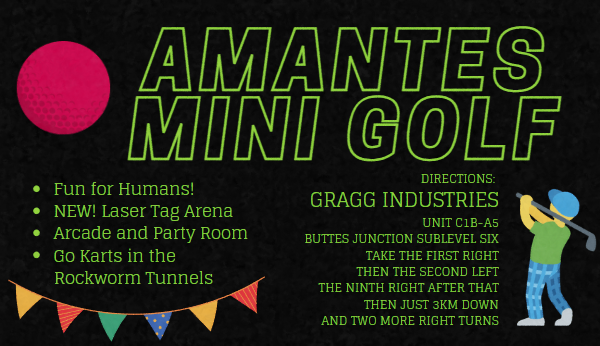 AMANTES
MINI GOLF
Fun for Humans!
NEW! Laser Tag Arena
Arcade and Party Room
Go Karts in the
Rockworm Tunnels
DIRECTIONS:
GRAGG INDUSTRIES
UNIT C1B-A5
BUTTES JUNCTION SUBLEVEL SIX
TAKE THE FIRST RIGHT
THEN THE SECOND LEFT
THE NINTH RIGHT AFTER THAT
THEN JUST 3KM DOWN
AND TWO MORE RIGHT TURNS